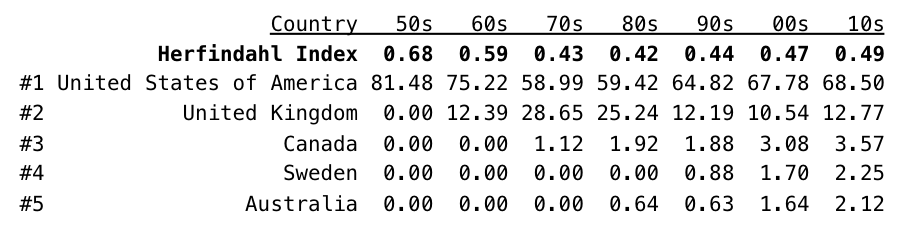 Country 50s 60s 70s 80s 90s 00s 10s
Herfindahl Index 0.68 0.59 0.43 0.42 0.44 0.47 0.49
#1 United States of America 81.48 75.22 58.99 59.42 64.82 67.78 68.50
#2 United Kingdom 0.00 12.39 28.65 25.24 12.19 10.54 12.77
#3 Canada 0.00 0.00 1.12 1.92 1.88 3.08 3.57
#4 Sweden 0.00 0.00 0.00 0.00 0.88 1.70 2.25
#5 Australia 0.00 0.00 0.00 0.64 0.63 1.64 2.12